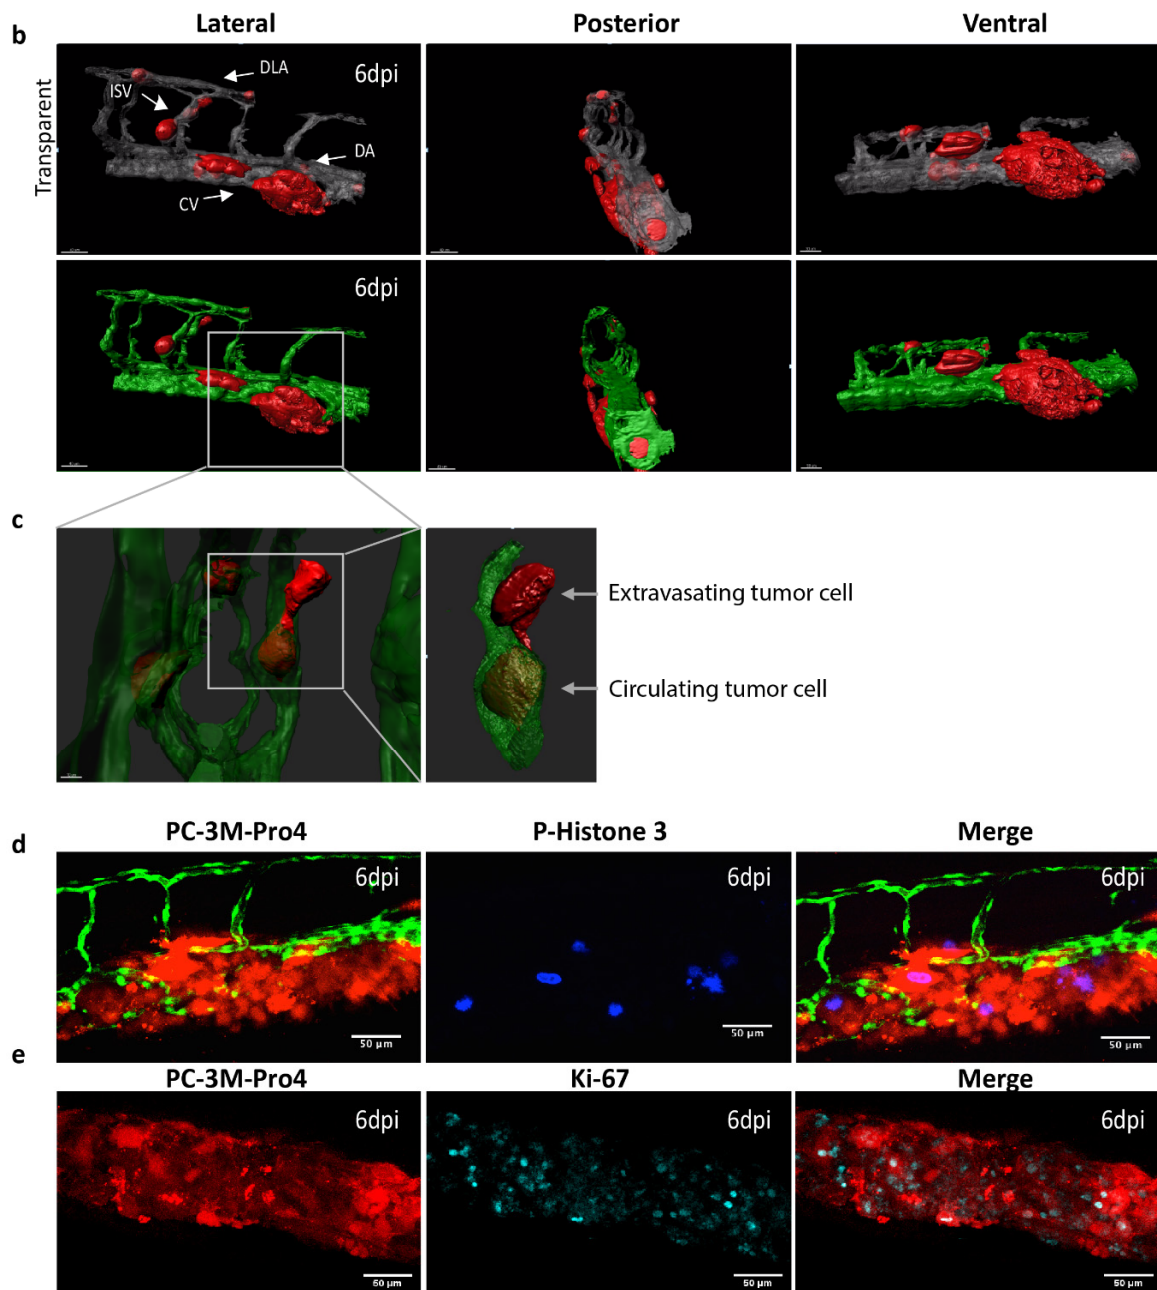 b
Lateral
Posterior
Ventral
Transparent
6dpi
DLA
ISV
DA
CV
6dpi
c
Extravasating tumor cell
Circulating tumor cell
d
PC-3M-Pro4
P-Histone 3
Merge
6dpi
6dpi
6dpi
50 μm
50 μm
50 μm
e
PC-3M-Pro4
Ki-67
Merge
6dpi
6dpi
6dpi
50 μm
50 μm
50 μm